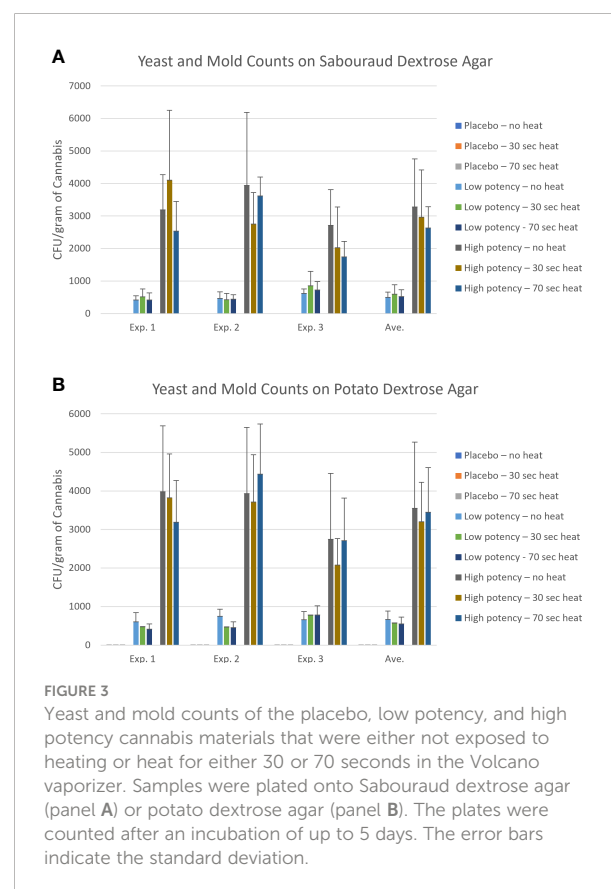 A
Yeast and Mold Counts on Sabouraud Dextrose Agar
7000
6000
5000
4000
3000
2000
1000
0
CFU/gram of Cannabis
Exp. 1 Exp. 2 Exp. 3 Ave.
Placebo – no heat
Placebo – 30 sec heat
Placebo – 70 sec heat
Low potency – no heat
Low potency – 30 sec heat
Low potency - 70 sec heat
High potency – no heat
High potency – 30 sec heat
High potency – 70 sec heat
B
Yeast and Mold Counts on Potato Dextrose Agar
6000
5000
4000
3000
2000
1000
0
CFU/gram of Cannabis
Exp. 1 Exp. 2 Exp. 3 Ave.
Placebo – no heat
Placebo – 30 sec heat
Placebo – 70 sec heat
Low potency – no heat
Low potency – 30 sec heat
Low potency - 70 sec heat
High potency – no heat
High potency – 30 sec heat
High potency – 70 sec heat
FIGURE 3
Yeast and mold counts of the placebo, low potency, and high
potency cannabis materials that were either not exposed to
heating or heat for either 30 or 70 seconds in the Volcano
vaporizer. Samples were plated onto Sabouraud dextrose agar
(panel A) or potato dextrose agar (panel B). The plates were
counted after an incubation of up to 5 days. The error bars
indicate the standard deviation.